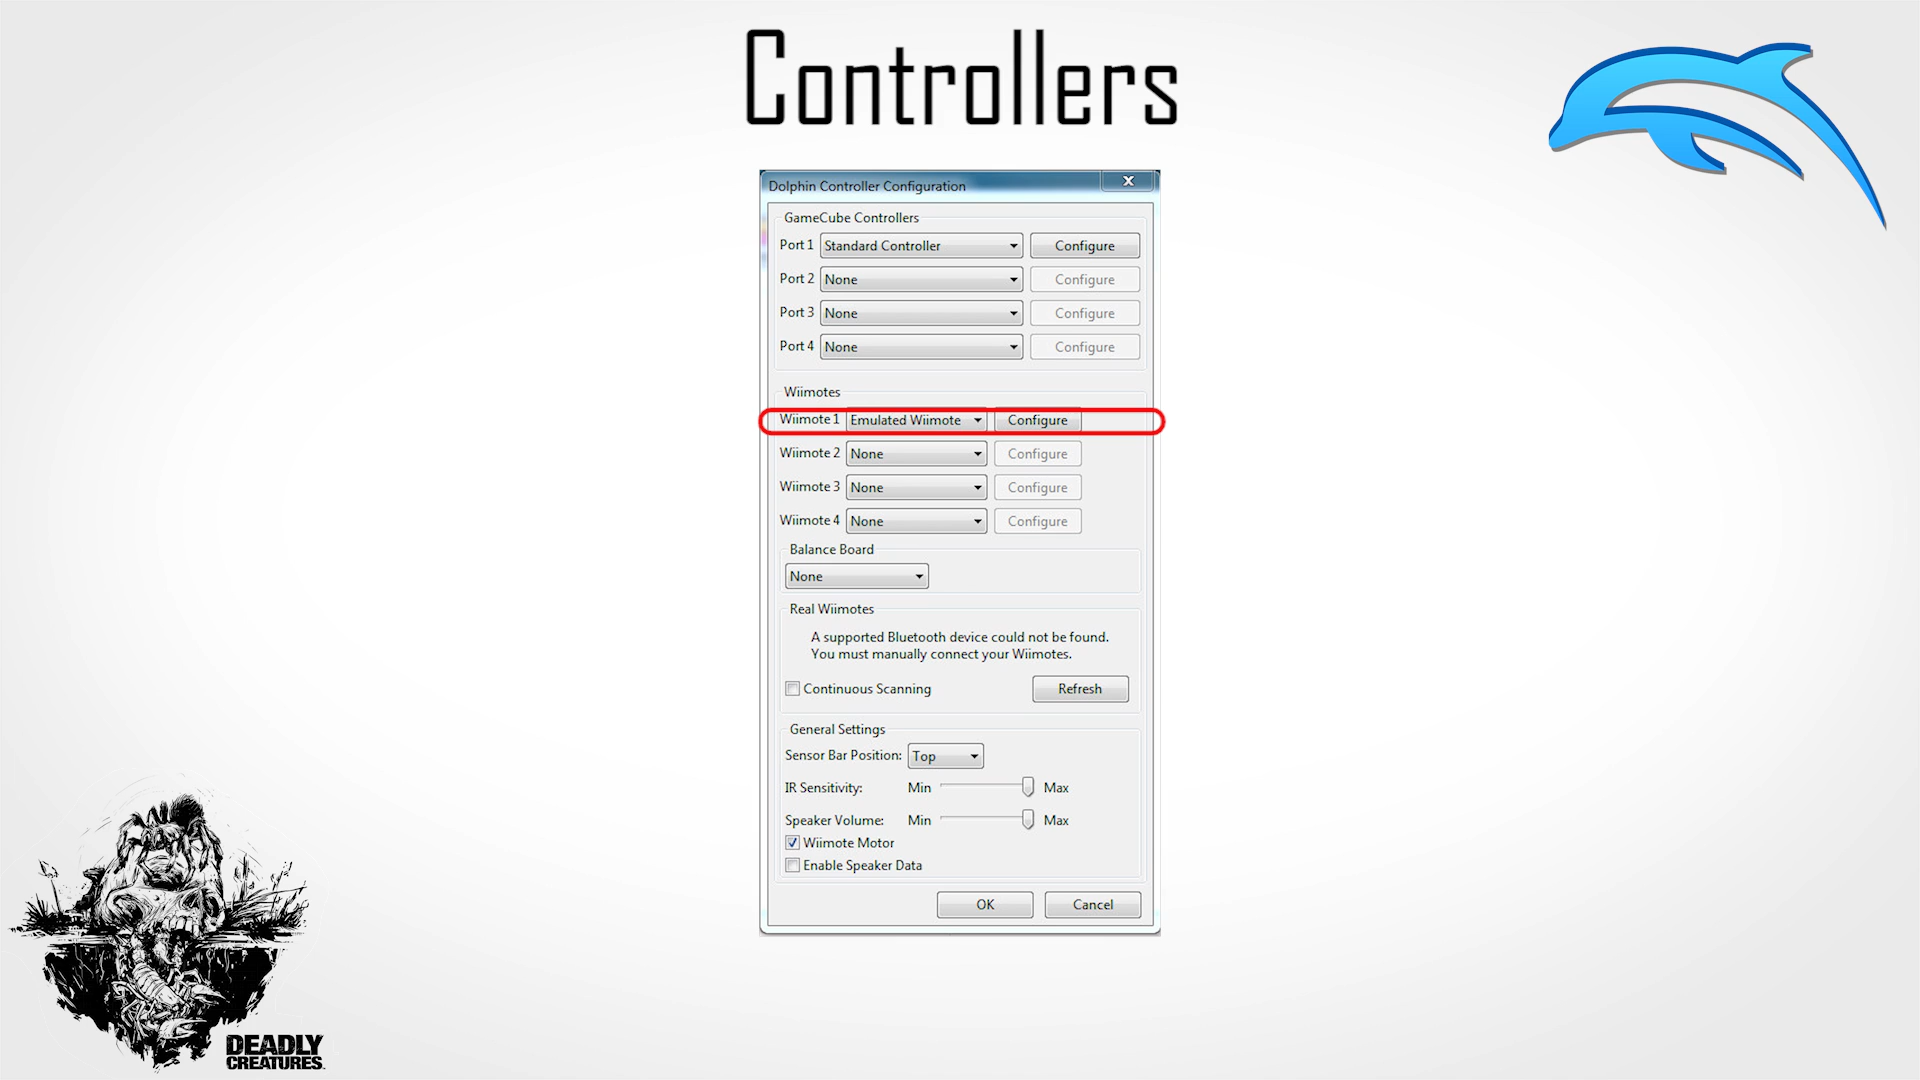 Controllers
Dolphin Controller Configuration
x
GameCube Controllers
Port 1 Standard Controller Configure
Port 2 None Configure
Port 3 None Configure
Port 4 None Configure
Wiimotes
Wiimote 1 Emulated Wiimote Configure
Wiimote 2 None Configure
Wiimote 3 None Configure
Wiimote 4 None Configure
Balance Board
None
Real Wiimotes
A supported Bluetooth device could not be found.
You must manually connect your Wiimotes.
Continuous Scanning Refresh
General Settings
Sensor Bar Position: Top
IR Sensitivity: Min Max
Speaker Volume: Min Max
Wiimote Motor
Enable Speaker Data
OK Cancel
DEADLY
CREATURES